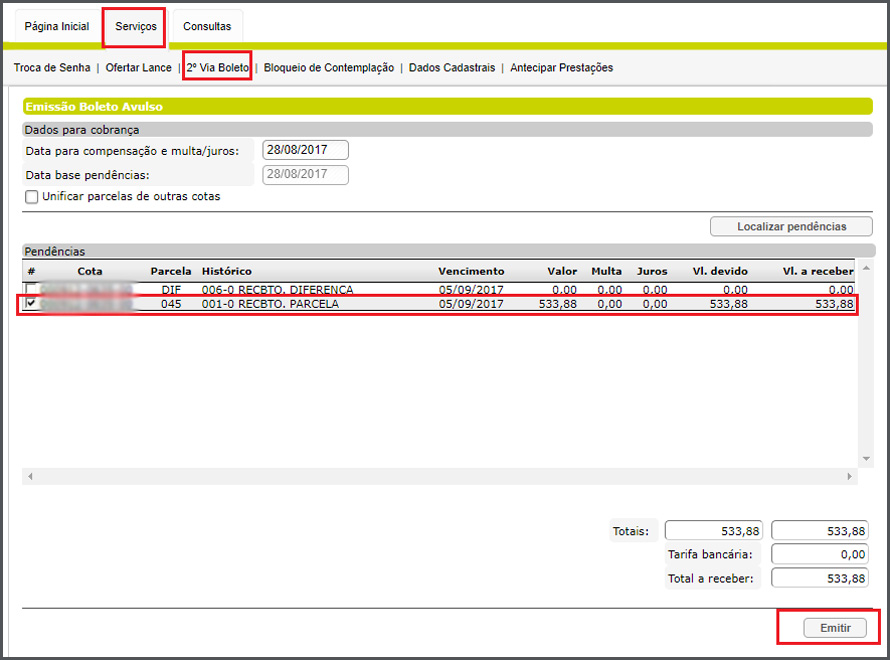 Página Inicial Serviços Consultas
Troca de Senha | Ofertar Lance | 2º Via Boleto | Bloqueio de Contemplação | Dados Cadastrais | Antecipar Prestações
Emissão Boleto Avulso
Dados para cobrança
Data para compensação e multa/juros: 28/08/2017
Data base pendências: 28/08/2017
Unificar parcelas de outras cotas
Localizar pendências
Pendências
# Cota Parcela Histórico Vencimento Valor Multa Juros Vl. devido Vl. a receber
DIF 006-0 RECBTO. DIFERENCA 05/09/2017 0,00 0,00 0,00 0,00 0,00
045 001-0 RECBTO. PARCELA 05/09/2017 533,88 0,00 0,00 533,88 533,88
Totais: 533,88 533,88
Tarifa bancária: 0,00
Total a receber: 533,88
Emitir